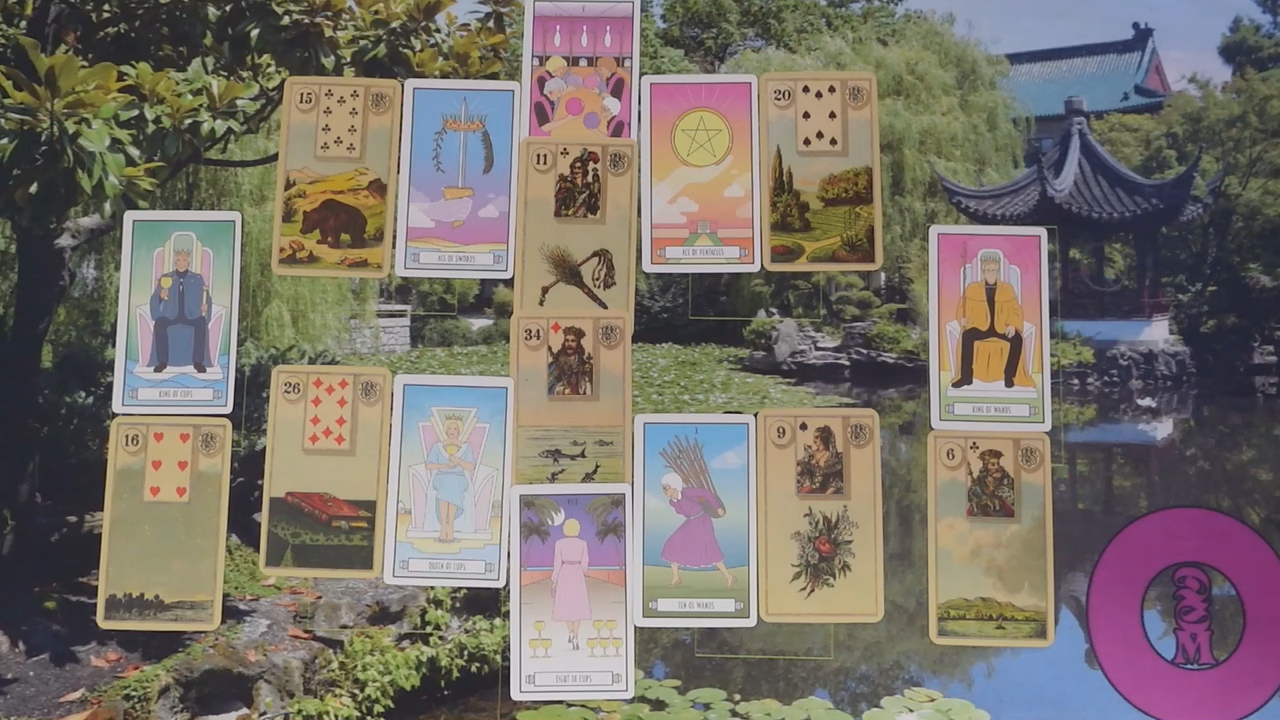 15
ACE OF SWORDS
11
ACE OF PENTACLES
20
KING OF CUPS
KING OF WANDS
34
16
26
QUEEN OF CUPS
VIII
EIGHT OF CUPS
TEN OF WANDS
9
6